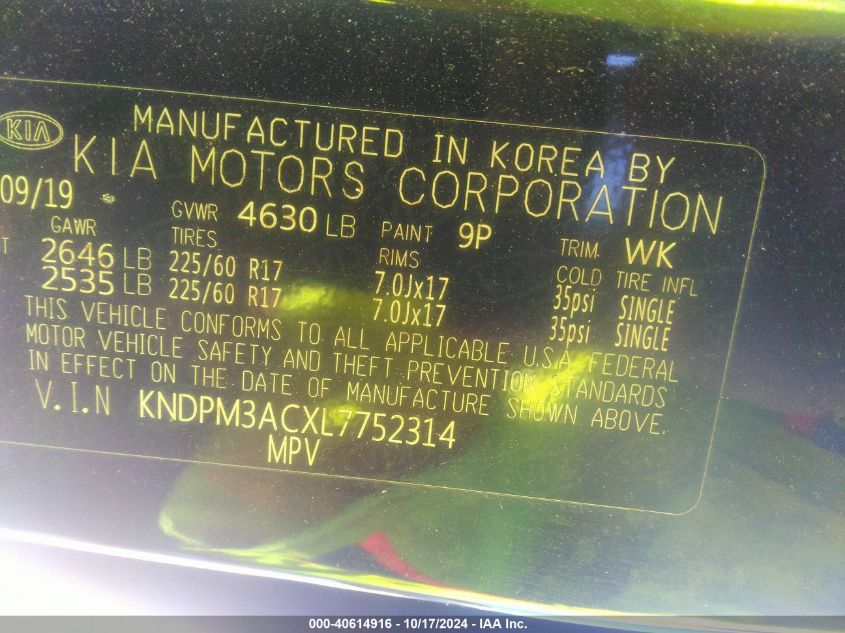 KIA MANUFACTURED IN KOREA BY
KIA MOTORS CORPORATION
09/19 GVWR 4630 LB PAINT 9P TRIM WK
GAWR TIRES RIMS COLD TIRE INFL
T 2646 LB 225/60 R17 7.0Jx17 35psi SINGLE
2535 LB 225/60 R17 7.0Jx17 35psi SINGLE
THIS VEHICLE CONFORMS TO ALL APPLICABLE U.S.A. FEDERAL
MOTOR VEHICLE SAFETY AND THEFT PREVENTION STANDARDS
IN EFFECT ON THE DATE OF MANUFACTURE SHOWN ABOVE.
V.I.N KNDPM3ACXL7752314
MPV
000-40614916 - 10/17/2024 - IAA Inc.